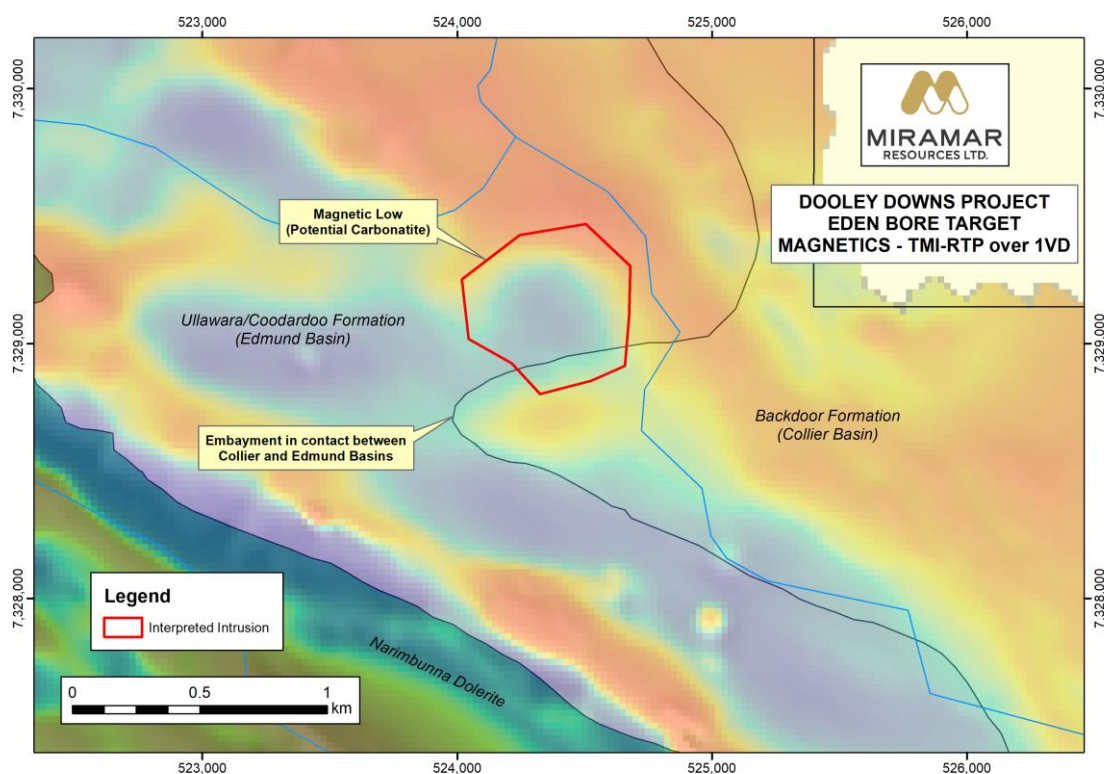 523,000
524,000
525,000
526,000
7,330,000
7,330,000
MIRAMAR
RESOURCES LTD.
DOOLEY DOWNS PROJECT
EDEN BORE TARGET
MAGNETICS - TMI-RTP over 1VD
Magnetic Low
(Potential Carbonatite)
Ullawara/Coodardoo Formation
(Edmund Basin)
7,329,000
7,329,000
Backdoor Formation
(Collier Basin)
Embayment in contact between
Collier and Edmund Basins
Legend
Interpreted Intrusion
7,328,000
7,328,000
Narimbunna Dolerite
0
0.5
1
km
523,000
524,000
525,000
526,000